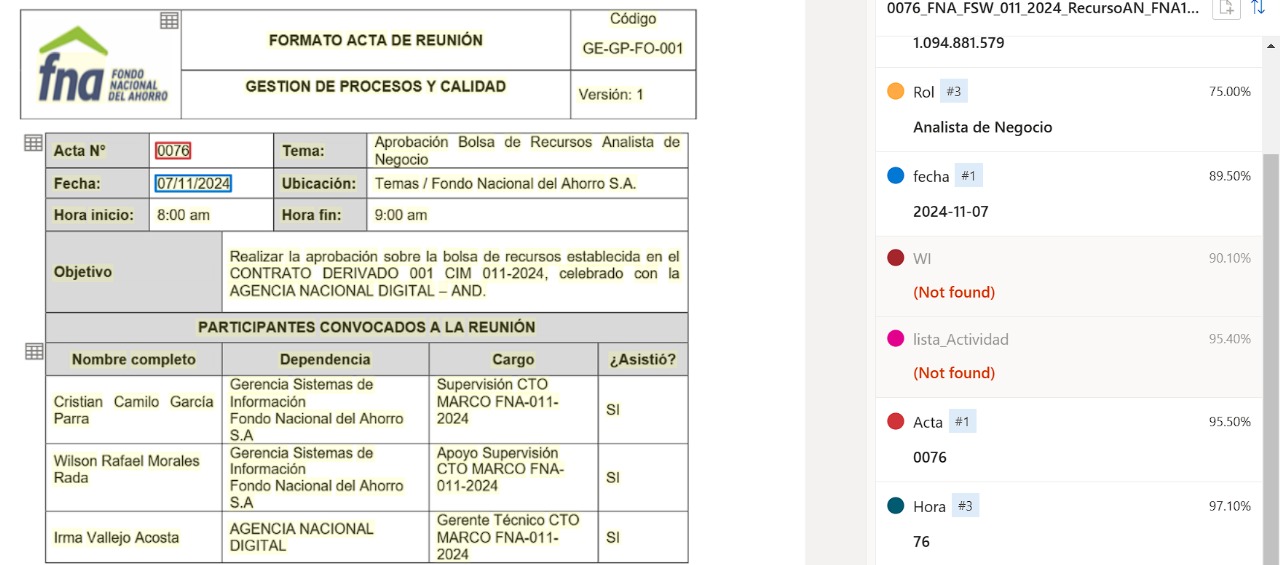 FORMATO ACTA DE REUNIÓN
Código
GE-GP-FO-001
fna FONDO
NACIONAL
DEL AHORRO
GESTION DE PROCESOS Y CALIDAD
Versión: 1
Acta N°
0076
Tema:
Aprobación Bolsa de Recursos Analista de
Negocio
Fecha:
07/11/2024
Ubicación:
Temas / Fondo Nacional del Ahorro S.A.
Hora inicio:
8:00 am
Hora fin:
9:00 am
Objetivo
Realizar la aprobación sobre la bolsa de recursos establecida en el
CONTRATO DERIVADO 001 CIM 011-2024, celebrado con la
AGENCIA NACIONAL DIGITAL – AND.
PARTICIPANTES CONVOCADOS A LA REUNIÓN
Nombre completo
Dependencia
Cargo
¿Asistió?
Cristian Camilo García
Parra
Gerencia Sistemas de
Información
Fondo Nacional del Ahorro
S.A
Supervisión CTO
MARCO FNA-011-
2024
SI
Wilson Rafael Morales
Rada
Gerencia Sistemas de
Información
Fondo Nacional del Ahorro
S.A
Apoyo Supervisión
CTO MARCO FNA-
011-2024
SI
Irma Vallejo Acosta
AGENCIA NACIONAL
DIGITAL
Gerente Técnico CTO
MARCO FNA-011-
2024
SI
0076_FNA_FSW_011_2024_RecursoAN_FNA1...
1.094.881.579
Rol #3 75.00%
Analista de Negocio
fecha #1 89.50%
2024-11-07
WI 90.10%
(Not found)
lista_Actividad 95.40%
(Not found)
Acta #1 95.50%
0076
Hora #3 97.10%
76